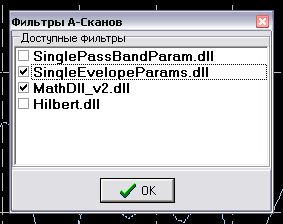 Фильтры А-Сканов
Доступные фильтры
SinglePassBandParam.dll
SingleEvelopeParams.dll
MathDll_v2.dll
Hilbert.dll
OK